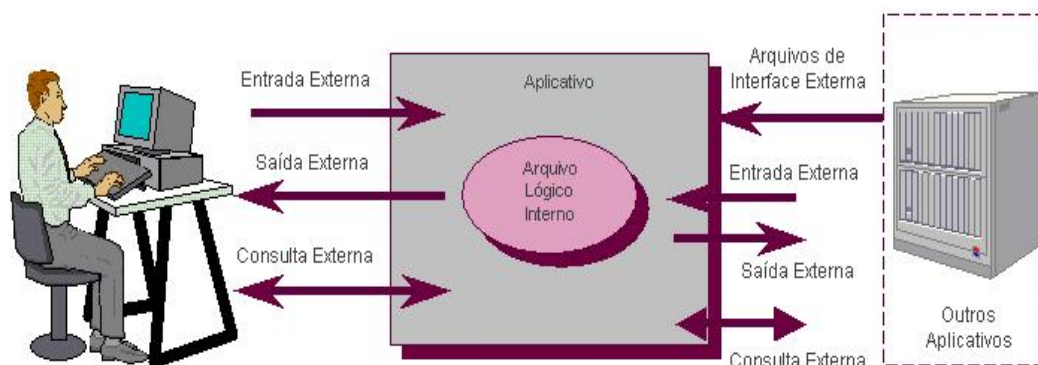 Entrada Externa
Saída Externa
Consulta Externa
Aplicativo
Arquivo
Lógico
Interno
Arquivos de
Interface Externa
Entrada Externa
Saída Externa
Consulta Externa
Outros
Aplicativos